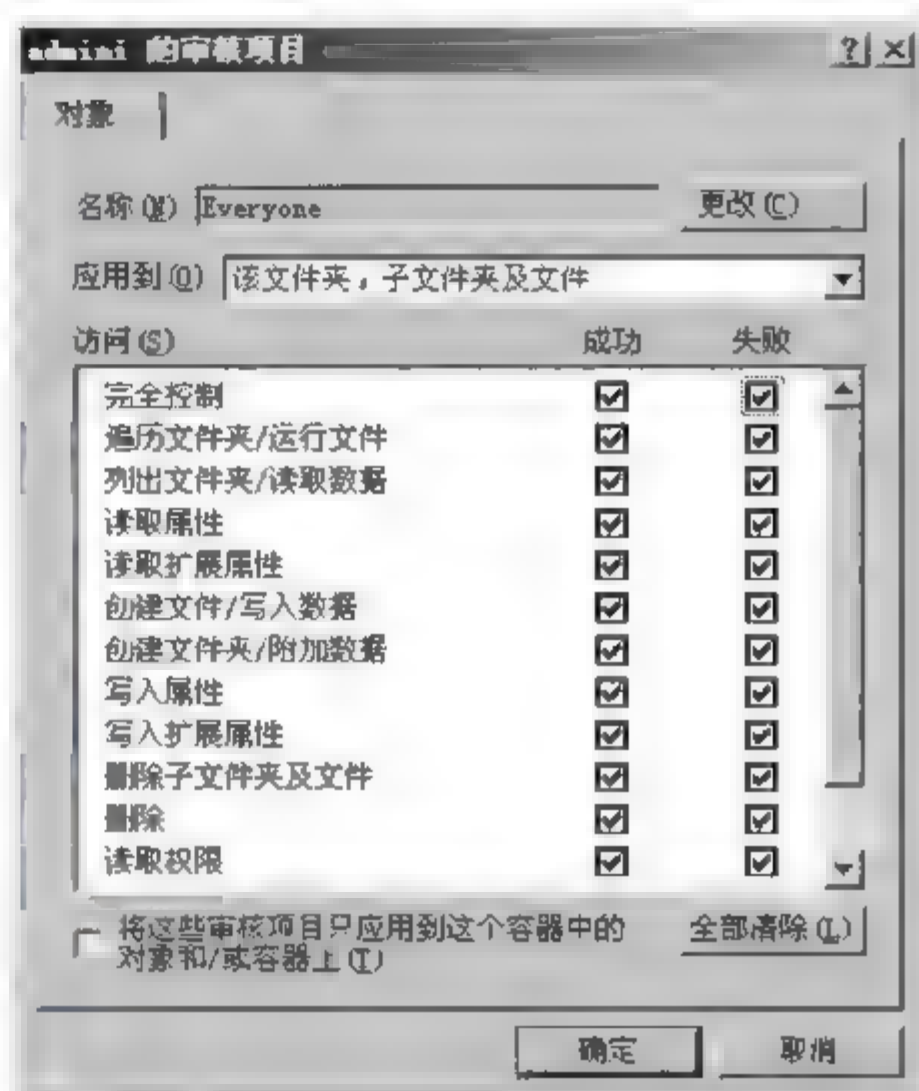 admini 的审核项目
对象
名称(N) Everyone 更改(C)
应用到(O) 该文件夹，子文件夹及文件
访问(S) 成功 失败
完全控制
遍历文件夹/运行文件
列出文件夹/读取数据
读取属性
读取扩展属性
创建文件/写入数据
创建文件夹/附加数据
写入属性
写入扩展属性
删除子文件夹及文件
删除
读取权限
将这些审核项目只应用到这个容器中的 全部清除(L)
对象和/或容器上(T)
确定 取消